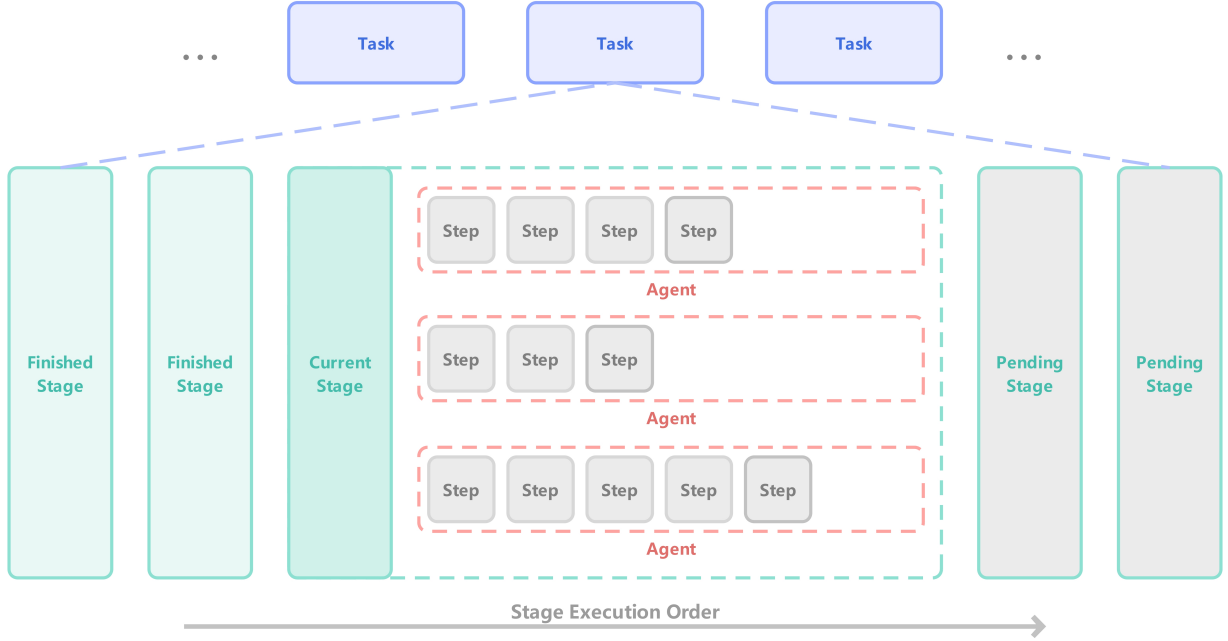 ... Task Task Task ...
Step Step Step Step
Agent
Finished Stage
Finished Stage
Current Stage
Step Step Step
Agent
Pending Stage
Pending Stage
Step Step Step Step Step
Agent
Stage Execution Order